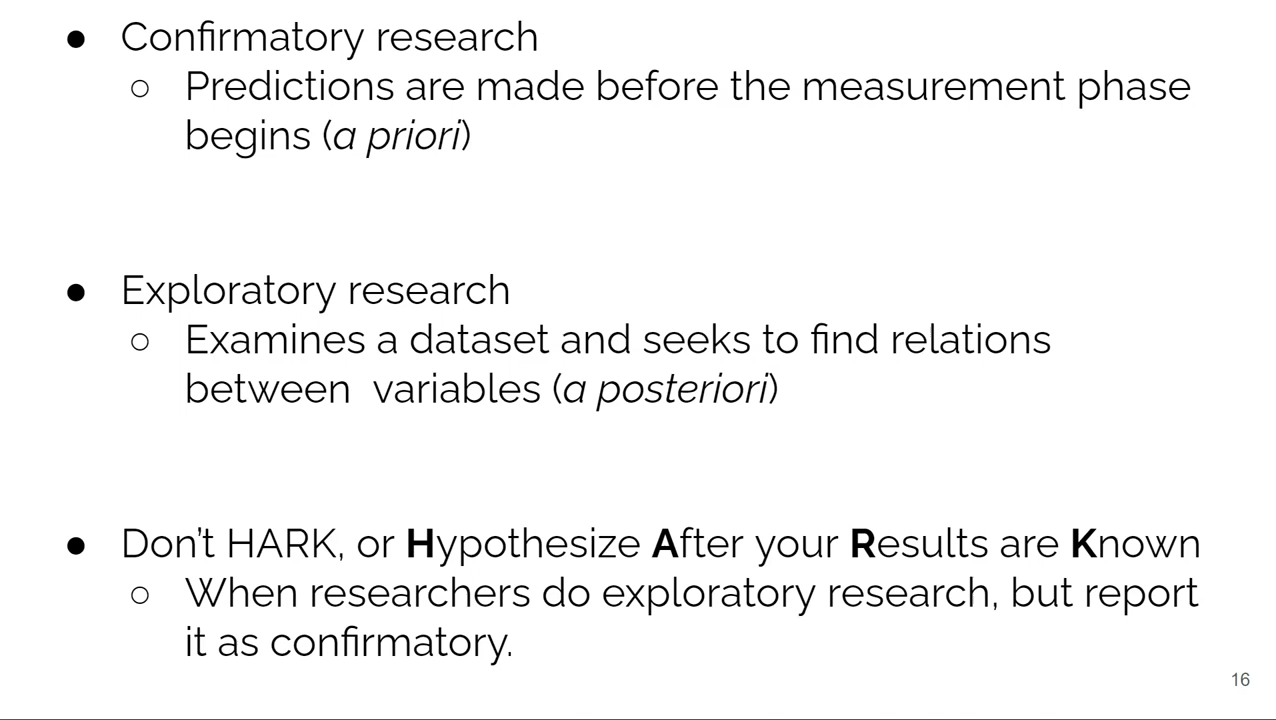 ● Confirmatory research
○ Predictions are made before the measurement phase
begins (a priori)
● Exploratory research
○ Examines a dataset and seeks to find relations
between  variables (a posteriori)
● Don’t HARK, or Hypothesize After your Results are Known
○ When researchers do exploratory research, but report
it as confirmatory.
16